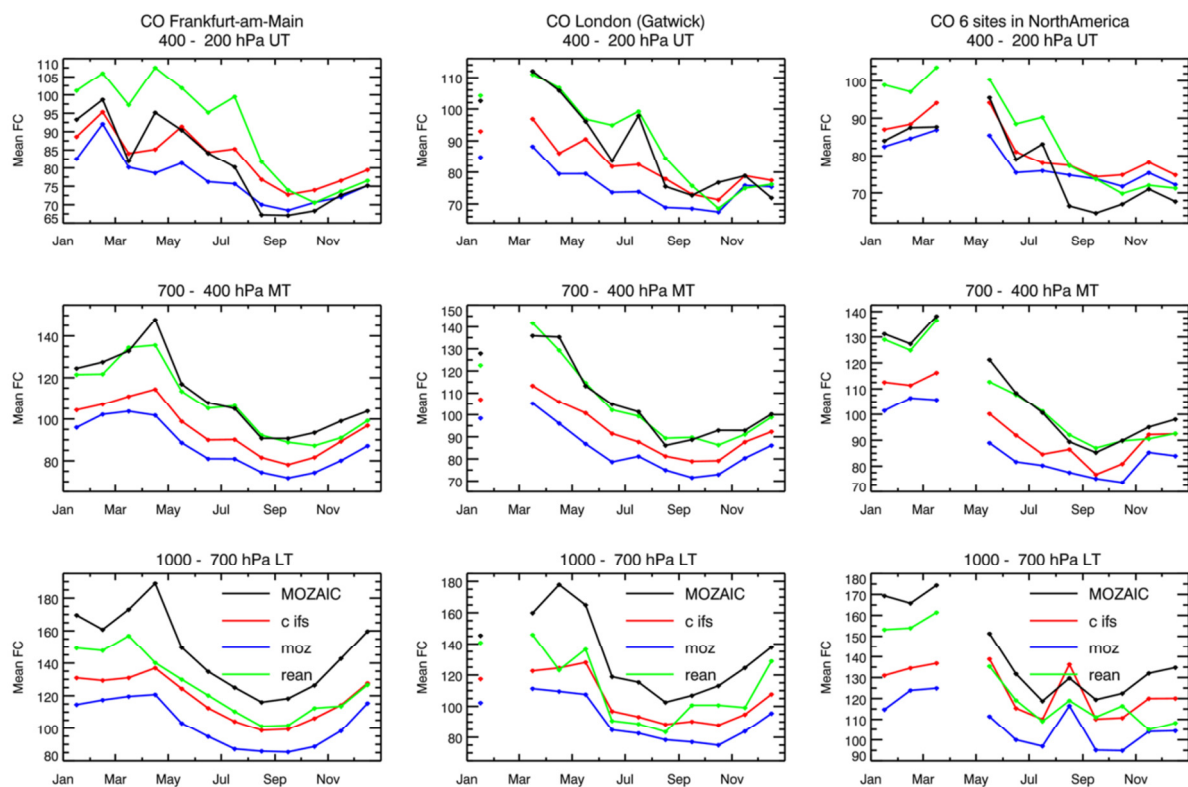 CO Frankfurt-am-Main
400 - 200 hPa UT
Mean FC
110
105
100
95
90
85
80
75
70
65
Jan Mar May Jul Sep Nov
CO London (Gatwick)
400 - 200 hPa UT
Mean FC
110
100
90
80
70
Jan Mar May Jul Sep Nov
CO 6 sites in NorthAmerica
400 - 200 hPa UT
Mean FC
100
90
80
70
Jan Mar May Jul Sep Nov
700 - 400 hPa MT
Mean FC
140
120
100
80
Jan Mar May Jul Sep Nov
700 - 400 hPa MT
Mean FC
150
140
130
120
110
100
90
80
70
Jan Mar May Jul Sep Nov
700 - 400 hPa MT
Mean FC
140
130
120
110
100
90
80
70
Jan Mar May Jul Sep Nov
1000 - 700 hPa LT
Mean FC
180
160
140
120
100
80
MOZAIC
c ifs
moz
rean
Jan Mar May Jul Sep Nov
1000 - 700 hPa LT
Mean FC
180
160
140
120
100
80
MOZAIC
c ifs
moz
rean
Jan Mar May Jul Sep Nov
1000 - 700 hPa LT
Mean FC
180
170
160
150
140
130
120
110
100
90
MOZAIC
c ifs
moz
rean
Jan Mar May Jul Sep Nov